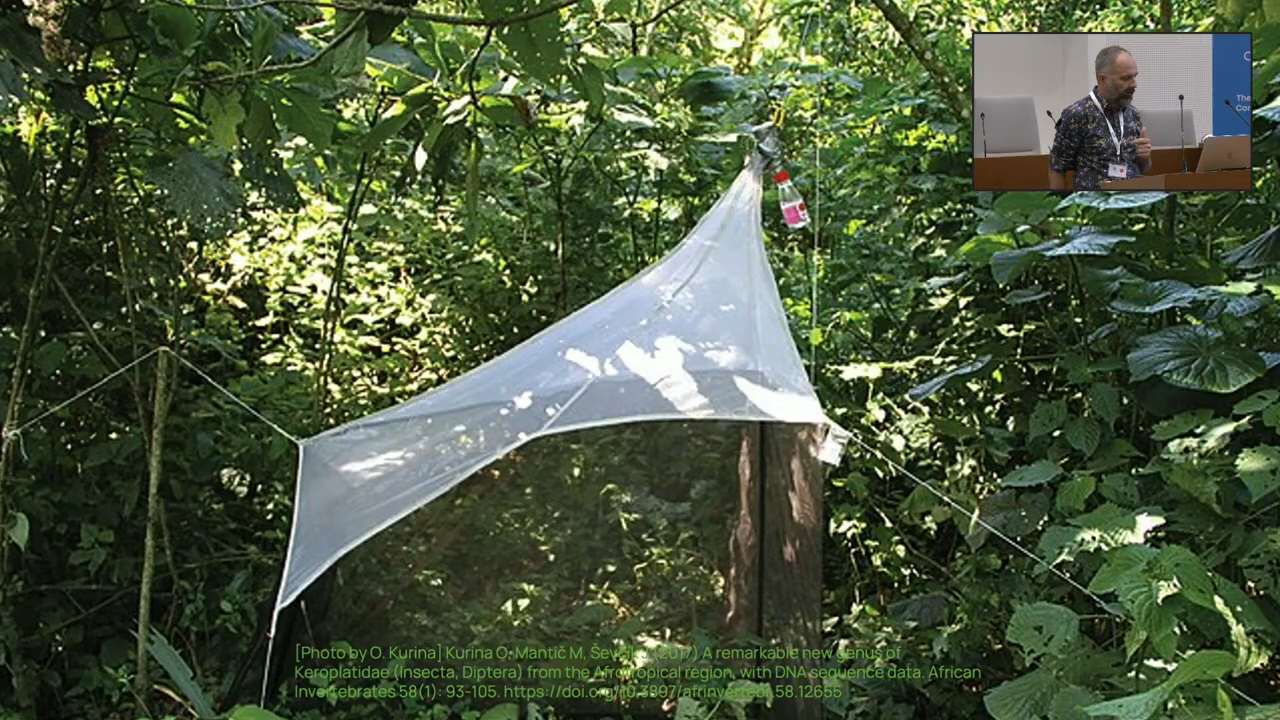 The
[Photo by O. Kurina] Kurina O, Mantič M, (2017) A remarkable new genus of
Keroplatidae (Insecta, Diptera) from the Afrotropical region, with DNA sequence data. African
Invertebrates 58(1): 93-105. https://doi.org/10.3897/afrinvertebr.58.12655